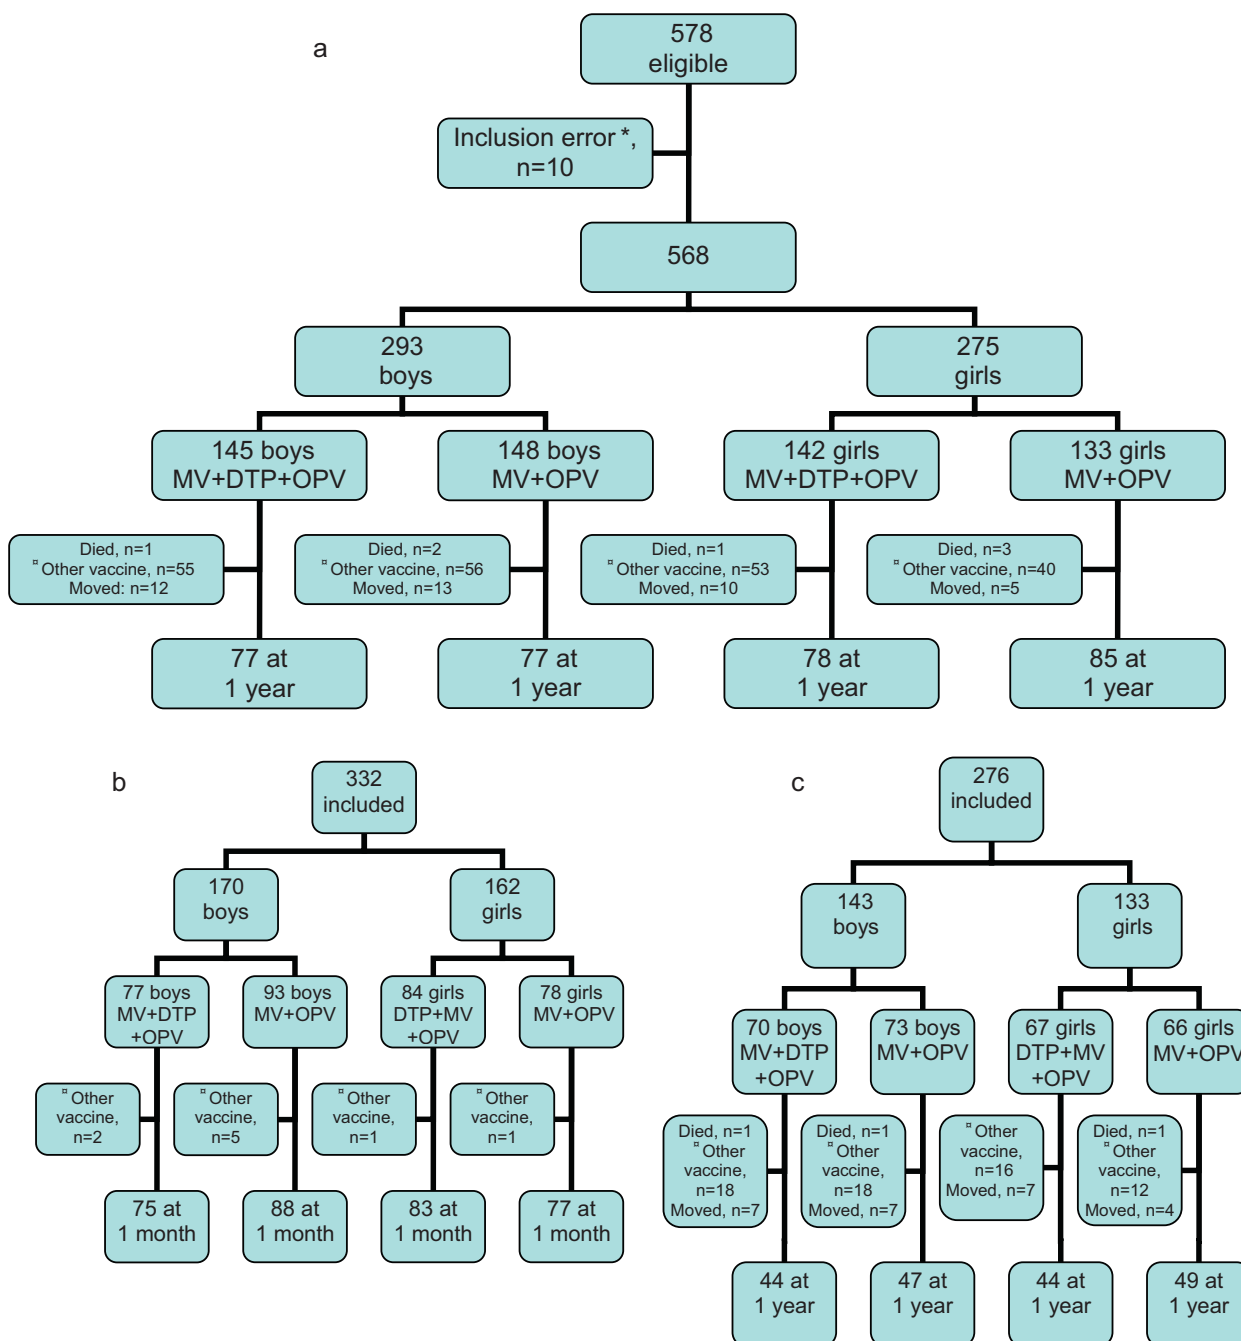 a
578
eligible
Inclusion error *,
n=10
568
293
boys
275
girls
145 boys
MV+DTP+OPV
148 boys
MV+OPV
142 girls
MV+DTP+OPV
133 girls
MV+OPV
Died, n=1
¤ Other vaccine, n=55
Moved: n=12
Died, n=2
¤ Other vaccine, n=56
Moved, n=13
Died, n=1
¤ Other vaccine, n=53
Moved, n=10
Died, n=3
¤ Other vaccine, n=40
Moved, n=5
77 at
1 year
77 at
1 year
78 at
1 year
85 at
1 year
b
332
included
170
boys
162
girls
77 boys
MV+DTP
+OPV
93 boys
MV+OPV
84 girls
DTP+MV
+OPV
78 girls
MV+OPV
¤ Other
vaccine,
n=2
¤ Other
vaccine,
n=5
¤ Other
vaccine,
n=1
¤ Other
vaccine,
n=1
75 at
1 month
88 at
1 month
83 at
1 month
77 at
1 month
c
276
included
143
boys
133
girls
70 boys
MV+DTP
+OPV
73 boys
MV+OPV
67 girls
DTP+MV
+OPV
66 girls
MV+OPV
Died, n=1
¤ Other
vaccine,
n=18
Moved, n=7
Died, n=1
¤ Other
vaccine,
n=18
Moved, n=7
¤ Other
vaccine,
n=16
Moved, n=7
Died, n=1
¤ Other
vaccine,
n=12
Moved, n=4
44 at
1 year
47 at
1 year
44 at
1 year
49 at
1 year